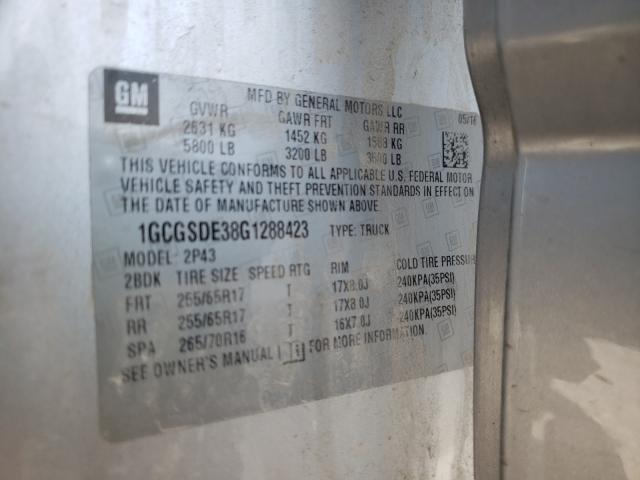 GM
MFD BY GENERAL MOTORS LLC
GVWR GAWR FRT GAWR RR 05/16
2631 KG 1452 KG 1588 KG
5800 LB 3200 LB 3500 LB
THIS VEHICLE CONFORMS TO ALL APPLICABLE U.S. FEDERAL MOTOR
VEHICLE SAFETY AND THEFT PREVENTION STANDARDS IN EFFECT ON
THE DATE OF MANUFACTURE SHOWN ABOVE
1GCGSDE38G1288423 TYPE: TRUCK
MODEL: 2P43
2BDK TIRE SIZE SPEED RTG RIM COLD TIRE PRESSURE
FRT 255/65R17 T 17X8.0J 240KPA(35PSI)
RR 255/65R17 T 17X8.0J 240KPA(35PSI)
SPA 265/70R16 T 16X7.0J 240KPA(35PSI)
SEE OWNER'S MANUAL i FOR MORE INFORMATION